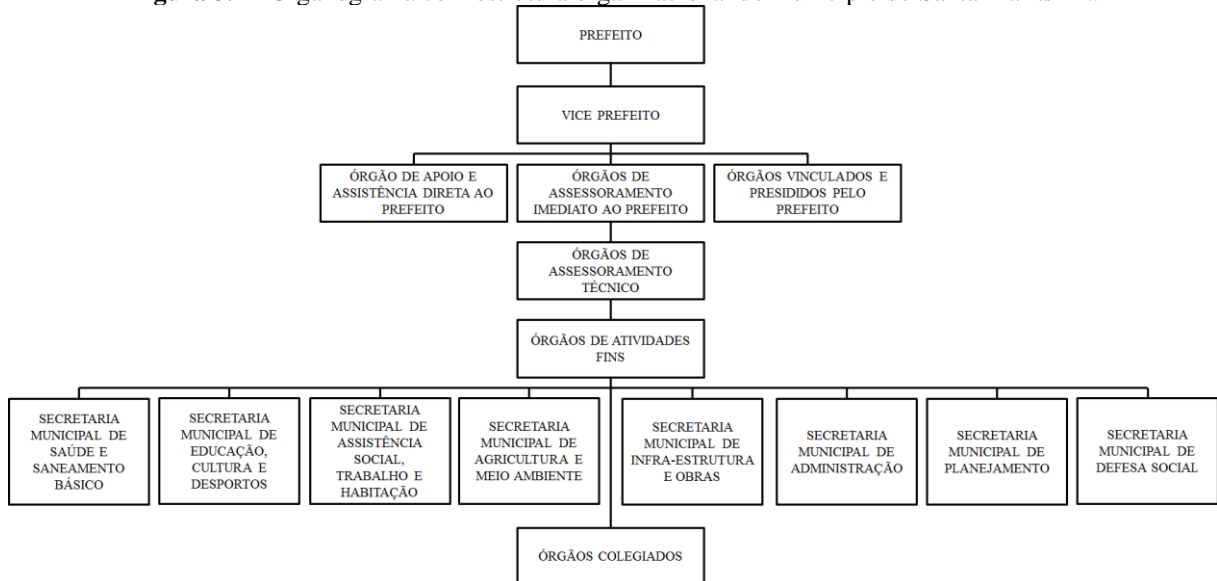 PREFEITO
VICE PREFEITO
ÓRGÃO DE APOIO E
ASSISTÊNCIA DIRETA AO
PREFEITO
ÓRGÃOS DE
ASSESSORAMENTO
IMEDIATO AO PREFEITO
ÓRGÃOS VINCULADOS E
PRESIDIDOS PELO
PREFEITO
ÓRGÃOS DE
ASSESSORAMENTO
TÉCNICO
ÓRGÃOS DE ATIVIDADES
FINS
SECRETARIA
MUNICIPAL DE
SAÚDE E
SANEAMENTO
BÁSICO
SECRETARIA
MUNICIPAL DE
EDUCAÇÃO,
CULTURA E
DESPORTOS
SECRETARIA
MUNICIPAL DE
ASSISTÊNCIA
SOCIAL,
TRABALHO E
HABITAÇÃO
SECRETARIA
MUNICIPAL DE
AGRICULTURA E
MEIO AMBIENTE
SECRETARIA
MUNICIPAL DE
INFRA-ESTRUTURA
E OBRAS
SECRETARIA
MUNICIPAL DE
ADMINISTRAÇÃO
SECRETARIA
MUNICIPAL DE
PLANEJAMENTO
SECRETARIA
MUNICIPAL DE
DEFESA SOCIAL
ÓRGÃOS COLEGIADOS